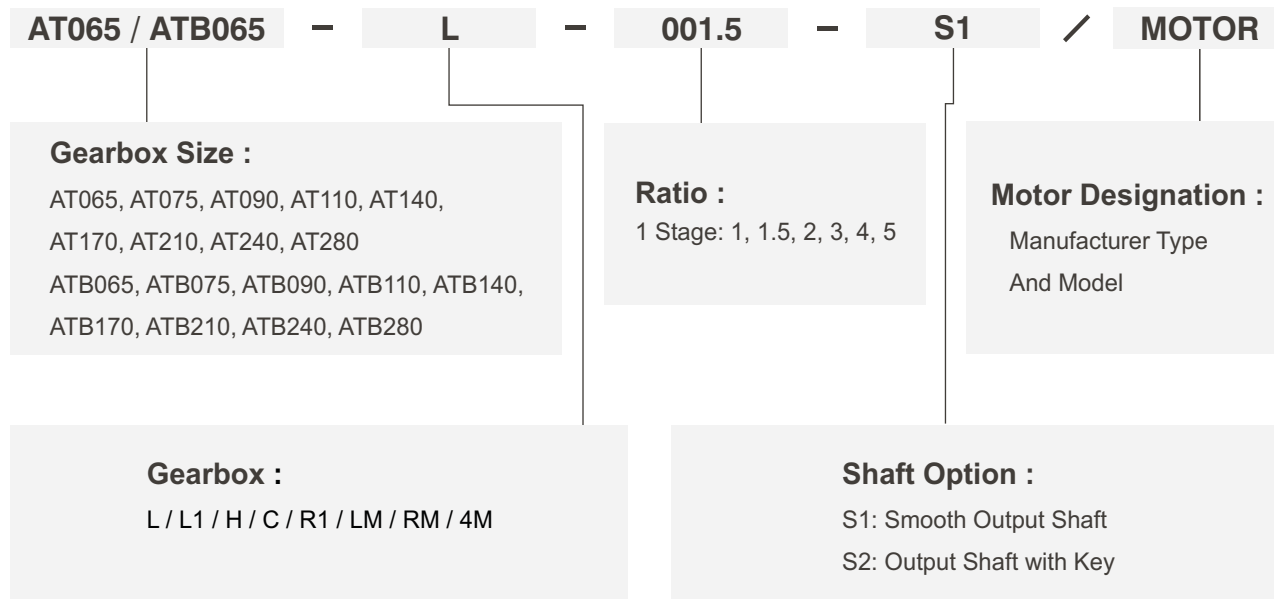 AT065 / ATB065 – L – 001.5 – S1 / MOTOR
Gearbox Size :
AT065, AT075, AT090, AT110, AT140,
AT170, AT210, AT240, AT280
ATB065, ATB075, ATB090, ATB110, ATB140,
ATB170, ATB210, ATB240, ATB280
Ratio :
1 Stage: 1, 1.5, 2, 3, 4, 5
Motor Designation :
Manufacturer Type
And Model
Gearbox :
L / L1 / H / C / R1 / LM / RM / 4M
Shaft Option :
S1: Smooth Output Shaft
S2: Output Shaft with Key